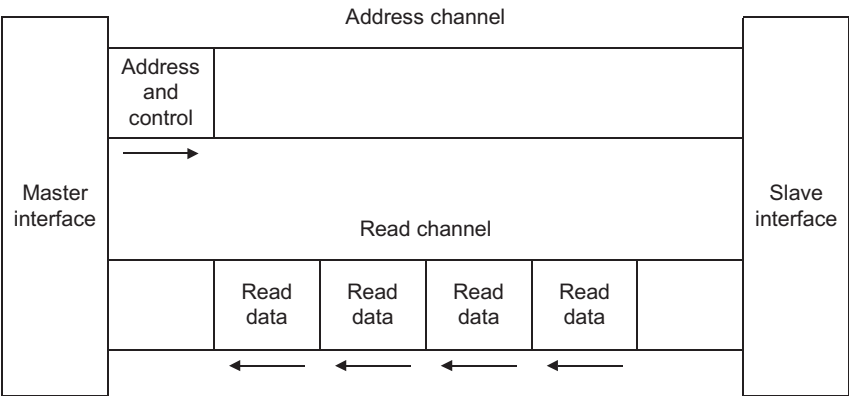 Address channel
Address
and
control
Master
interface
Slave
interface
Read channel
Read
data
Read
data
Read
data
Read
data